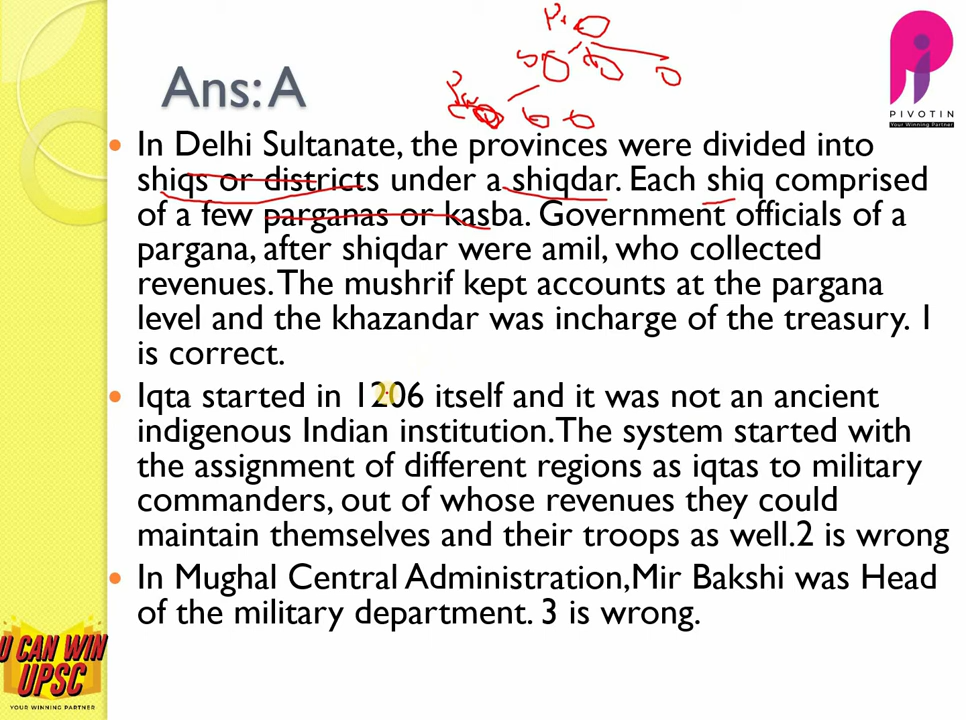 PIVOTIN
Your Winning Partner
Ans: A
In Delhi Sultanate, the provinces were divided into
shiqs or districts under a shiqdar. Each shiq comprised
of a few parganas or kasba. Government officials of a
pargana, after shiqdar were amil, who collected
revenues. The mushrif kept accounts at the pargana
level and the khazandar was incharge of the treasury. 1
is correct.
Iqta started in 1206 itself and it was not an ancient
indigenous Indian institution. The system started with
the assignment of different regions as iqtas to military
commanders, out of whose revenues they could
maintain themselves and their troops as well.2 is wrong
In Mughal Central Administration,Mir Bakshi was Head
of the military department. 3 is wrong.
U CAN WIN
UPSC
YOUR WINNING PARTNER